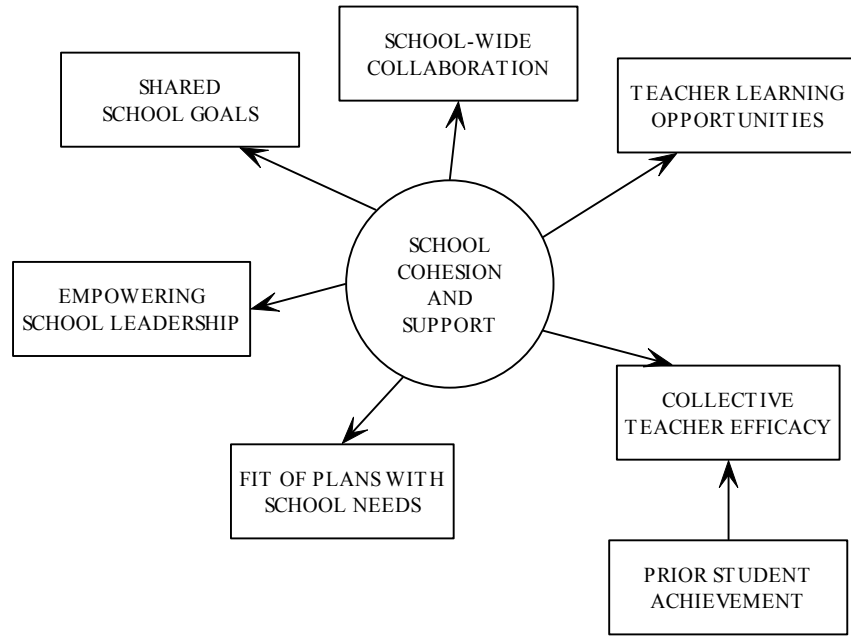 SCHOOL-WIDE
COLLABORATION
SHARED
SCHOOL GOALS
TEACHER LEARNING
OPPORTUNITIES
SCHOOL
COHESION
AND
SUPPORT
EMPOWERING
SCHOOL LEADERSHIP
COLLECTIVE
TEACHER EFFICACY
FIT OF PLANS WITH
SCHOOL NEEDS
PRIOR STUDENT
ACHIEVEMENT